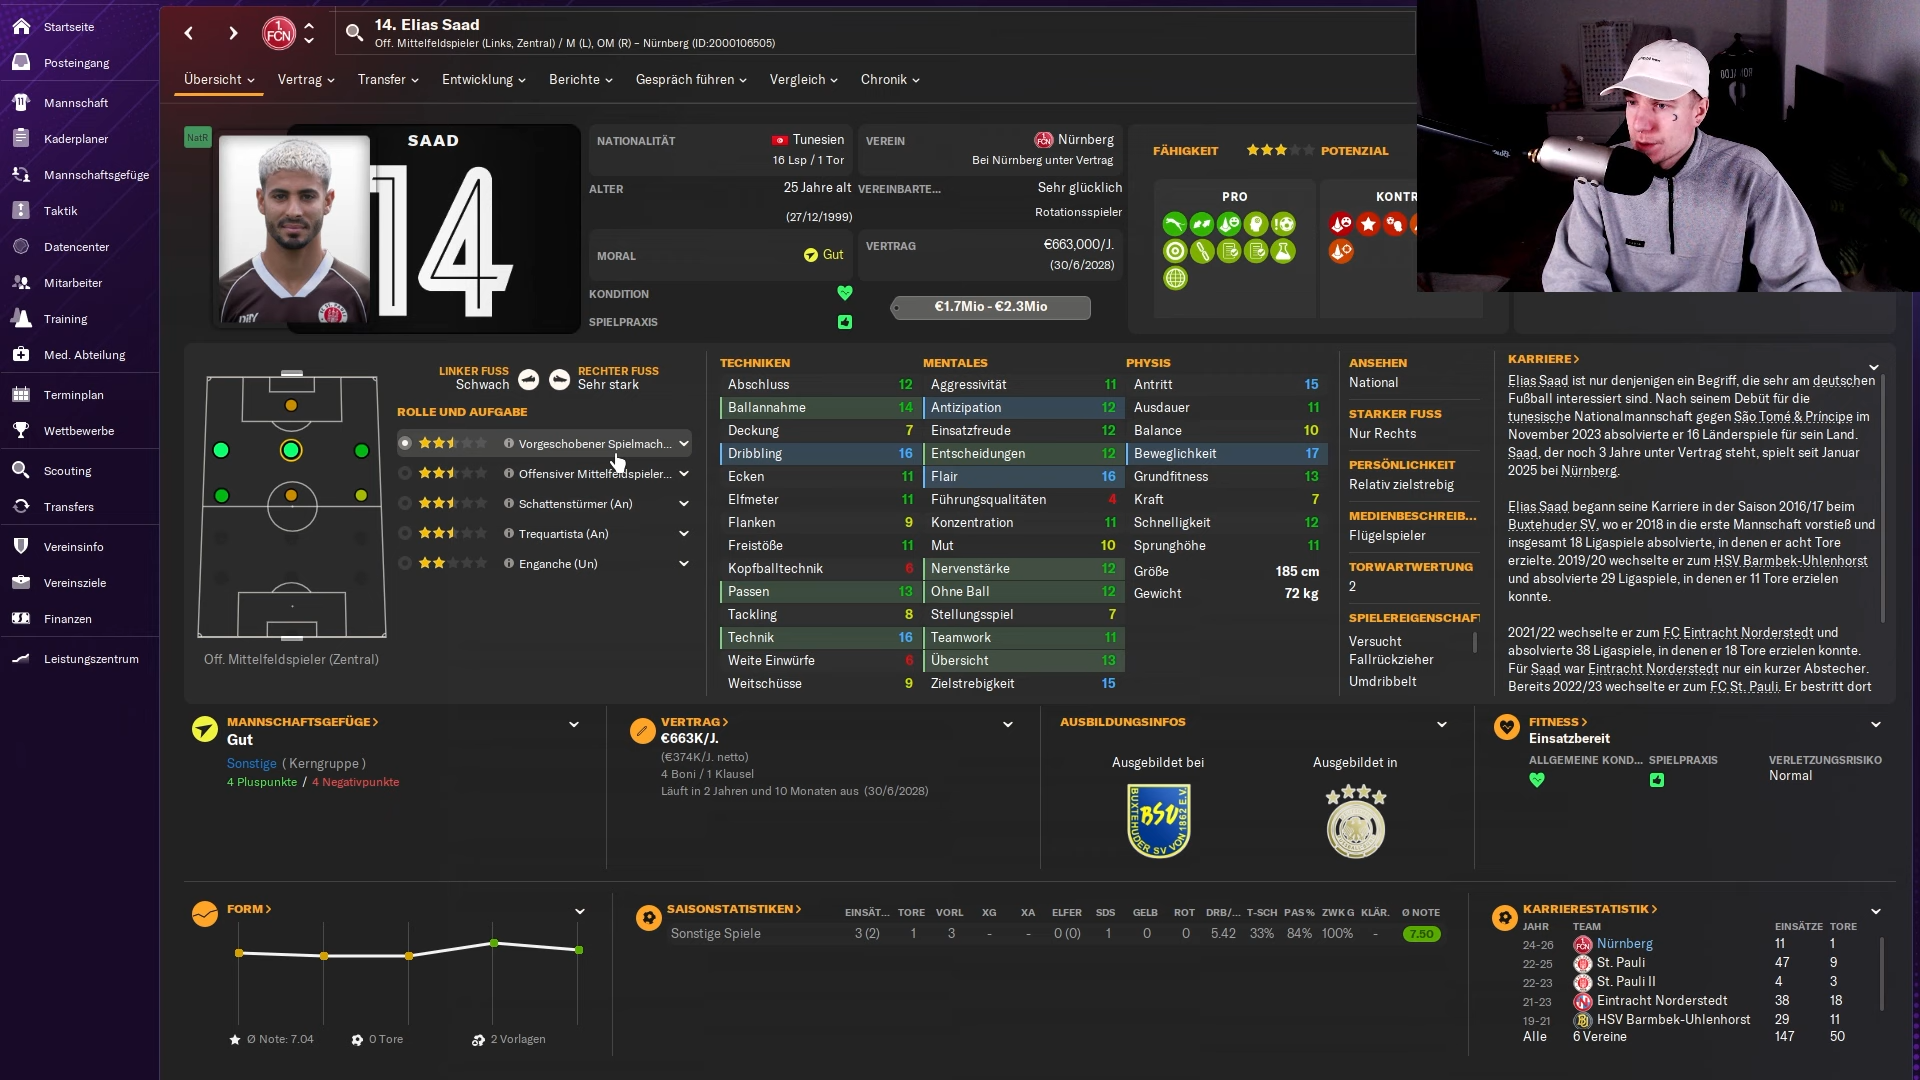 Startseite
Posteingang
Mannschaft
Kaderplaner
Mannschaftsgefüge
Taktik
Datencenter
Mitarbeiter
Training
Med. Abteilung
Terminplan
Wettbewerbe
Scouting
Transfers
Vereinsinfo
Vereinsziele
Finanzen
Leistungszentrum
14. Elias Saad
Off. Mittelfeldspieler (Links, Zentral) / M (L), OM (R) – Nürnberg (ID:2000106505)
Übersicht Vertrag Transfer Entwicklung Berichte Gespräch führen Vergleich Chronik
NatR
SAAD
14
NATIONALITÄT Tunesien
16 Lsp / 1 Tor
ALTER 25 Jahre alt
(27/12/1999)
MORAL Gut
KONDITION
SPIELPRAXIS
VEREIN Nürnberg
Bei Nürnberg unter Vertrag
VEREINBARTE... Sehr glücklich
Rotationsspieler
VERTRAG €663,000/J.
(30/6/2028)
€1.7Mio - €2.3Mio
FÄHIGKEIT POTENZIAL
PRO
KONTR
LINKER FUSS
Schwach
RECHTER FUSS
Sehr stark
ROLLE UND AUFGABE
Vorgeschobener Spielmach...
Offensiver Mittelfeldspieler...
Schattenstürmer (An)
Trequartista (An)
Enganche (Un)
Off. Mittelfeldspieler (Zentral)
TECHNIKEN
Abschluss 12
Ballannahme 14
Deckung 7
Dribbling 16
Ecken 11
Elfmeter 11
Flanken 9
Freistöße 11
Kopfballtechnik 6
Passen 13
Tackling 8
Technik 16
Weite Einwürfe 6
Weitschüsse 9
MENTALES
Aggressivität 11
Antizipation 12
Einsatzfreude 12
Entscheidungen 12
Flair 16
Führungsqualitäten 4
Konzentration 11
Mut 10
Nervenstärke 12
Ohne Ball 12
Stellungsspiel 7
Teamwork 11
Übersicht 13
Zielstrebigkeit 15
PHYSIS
Antritt 15
Ausdauer 11
Balance 10
Beweglichkeit 17
Grundfitness 13
Kraft 7
Schnelligkeit 12
Sprunghöhe 11
Größe 185 cm
Gewicht 72 kg
ANSEHEN
National
STARKER FUSS
Nur Rechts
PERSÖNLICHKEIT
Relativ zielstrebig
MEDIENBESCHREIB...
Flügelspieler
TORWARTWERTUNG
2
SPIELEREIGENSCHAFT
Versucht
Fallrückzieher
Umdribbelt
KARRIERE
Elias Saad ist nur denjenigen ein Begriff, die sehr am deutschen
Fußball interessiert sind. Nach seinem Debüt für die
tunesische Nationalmannschaft gegen São Tomé & Príncipe im
November 2023 absolvierte er 16 Länderspiele für sein Land.
Saad, der noch 3 Jahre unter Vertrag steht, spielt seit Januar
2025 bei Nürnberg.
Elias Saad begann seine Karriere in der Saison 2016/17 beim
Buxtehuder SV, wo er 2018 in die erste Mannschaft vorstieß und
insgesamt 18 Ligaspiele absolvierte, in denen er acht Tore
erzielte. 2019/20 wechselte er zum HSV Barmbek-Uhlenhorst
und absolvierte 29 Ligaspiele, in denen er 11 Tore erzielen
konnte.
2021/22 wechselte er zum FC Eintracht Norderstedt und
absolvierte 38 Ligaspiele, in denen er 18 Tore erzielen konnte.
Für Saad war Eintracht Norderstedt nur ein kurzer Abstecher.
Bereits 2022/23 wechselte er zum FC St. Pauli. Er bestritt dort
MANNSCHAFTSGEFÜGE
Gut
Sonstige ( Kerngruppe )
4 Pluspunkte / 4 Negativpunkte
VERTRAG
€663K/J.
(€374K/J. netto)
4 Boni / 1 Klausel
Läuft in 2 Jahren und 10 Monaten aus (30/6/2028)
AUSBILDUNGSINFOS
Ausgebildet bei Ausgebildet in
BSV
BUXTEHUDER SV VON 1862 E.V.
FITNESS
Einsatzbereit
ALLGEMEINE KOND... SPIELPRAXIS VERLETZUNGSRISIKO
Normal
FORM
Ø Note: 7.04 0 Tore 2 Vorlagen
SAISONSTATISTIKEN EINSÄT... TORE VORL XG XA ELFER SDS GELB ROT DRB/... T-SCH PAS% ZWK G KLÄR. Ø NOTE
Sonstige Spiele 3 (2) 1 3 - - 0 (0) 1 0 0 5.42 33% 84% 100% - 7.50
KARRIERESTATISTIK
JAHR TEAM EINSÄTZE TORE
24-26 Nürnberg 11 1
22-25 St. Pauli 47 9
22-23 St. Pauli II 4 3
21-23 Eintracht Norderstedt 38 18
19-21 HSV Barmbek-Uhlenhorst 29 11
Alle 6 Vereine 147 50